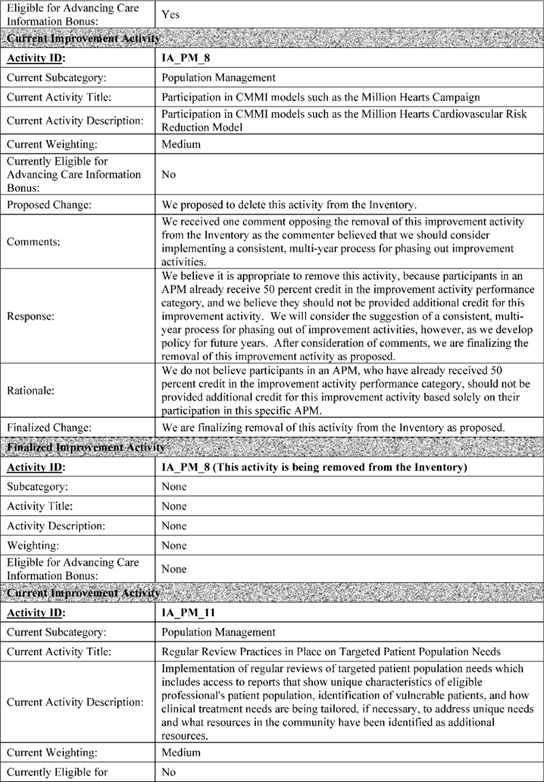 Eligible for Advancing Care
Information Bonus:
Yes
Current Improvement Activity
Activity ID:
IA_PM_8
Current Subcategory:
Population Management
Current Activity Title:
Participation in CMMI models such as the Million Hearts Campaign
Current Activity Description:
Participation in CMMI models such as the Million Hearts Cardiovascular Risk
Reduction Model
Current Weighting:
Medium
Currently Eligible for
Advancing Care Information
Bonus:
No
Proposed Change:
We proposed to delete this activity from the Inventory.
Comments:
We received one comment opposing the removal of this improvement activity
from the Inventory as the commenter believed that we should consider
implementing a consistent, multi-year process for phasing out improvement
activities.
Response:
We believe it is appropriate to remove this activity, because participants in an
APM already receive 50 percent credit in the improvement activity performance
category, and we believe they should not be provided additional credit for this
improvement activity.  We will consider the suggestion of a consistent, multi-
year process for phasing out of improvement activities, however, as we develop
policy for future years.  After consideration of comments, we are finalizing the
removal of this improvement activity as proposed.
Rationale:
We do not believe participants in an APM, who have already received 50
percent credit in the improvement activity performance category, should not be
provided additional credit for this improvement activity based solely on their
participation in this specific APM.
Finalized Change:
We are finalizing removal of this activity from the Inventory as proposed.
Finalized Improvement Activity
Activity ID:
IA_PM_8 (This activity is being removed from the Inventory)
Subcategory:
None
Activity Title:
None
Activity Description:
None
Weighting:
None
Eligible for Advancing Care
Information Bonus:
None
Current Improvement Activity
Activity ID:
IA_PM_11
Current Subcategory:
Population Management
Current Activity Title:
Regular Review Practices in Place on Targeted Patient Population Needs
Current Activity Description:
Implementation of regular reviews of targeted patient population needs which
includes access to reports that show unique characteristics of eligible
professional's patient population, identification of vulnerable patients, and how
clinical treatment needs are being tailored, if necessary, to address unique needs
and what resources in the community have been identified as additional
resources.
Current Weighting:
Medium
Currently Eligible for
No